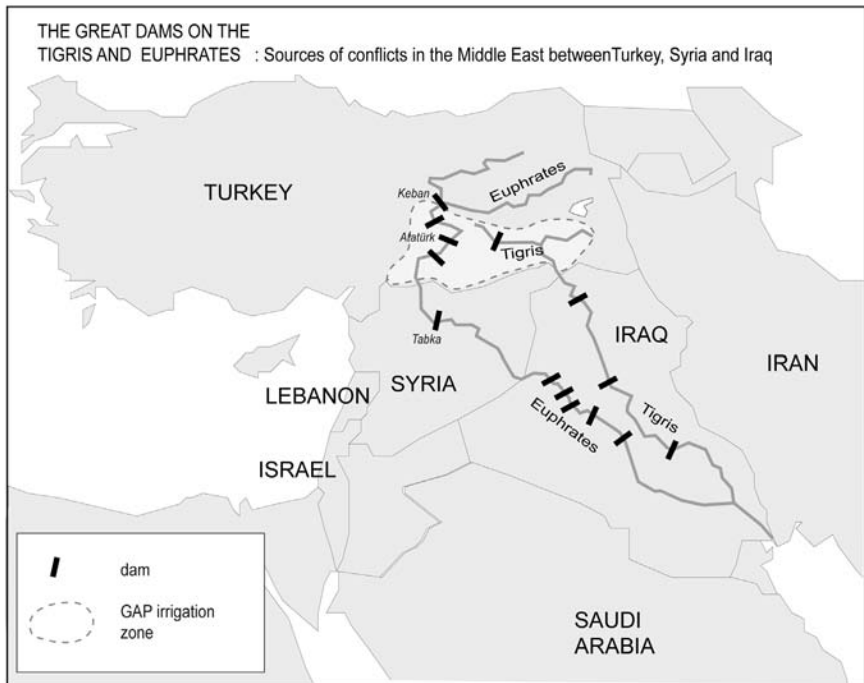 THE GREAT DAMS ON THE
TIGRIS AND EUPHRATES : Sources of conflicts in the Middle East betweenTurkey, Syria and Iraq
TURKEY
Keban
Euphrates
Atatürk
Tigris
Tabka
IRAQ
IRAN
LEBANON
SYRIA
Euphrates
Tigris
ISRAEL
dam
GAP irrigation
zone
SAUDI
ARABIA